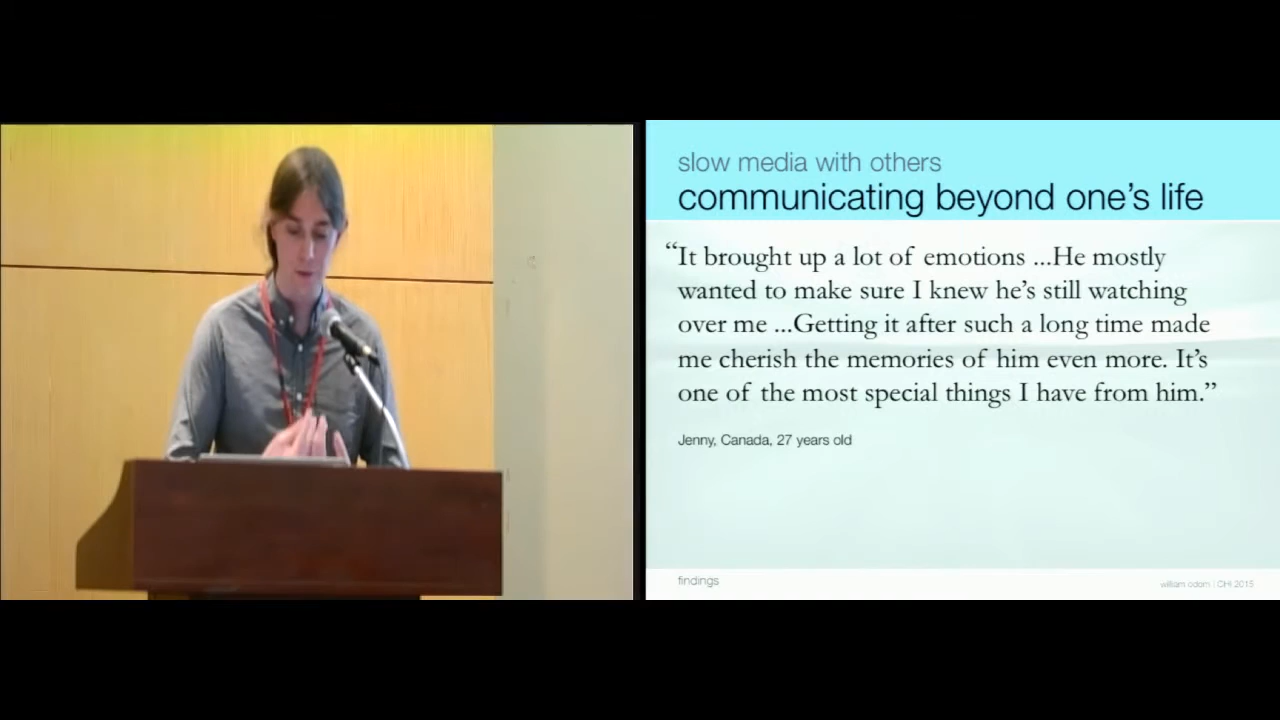 slow media with others
communicating beyond one's life
“It brought up a lot of emotions ...He mostly
wanted to make sure I knew he's still watching
over me ...Getting it after such a long time made
me cherish the memories of him even more. It's
one of the most special things I have from him.”
Jenny, Canada, 27 years old
findings
william odom | CHI 2015